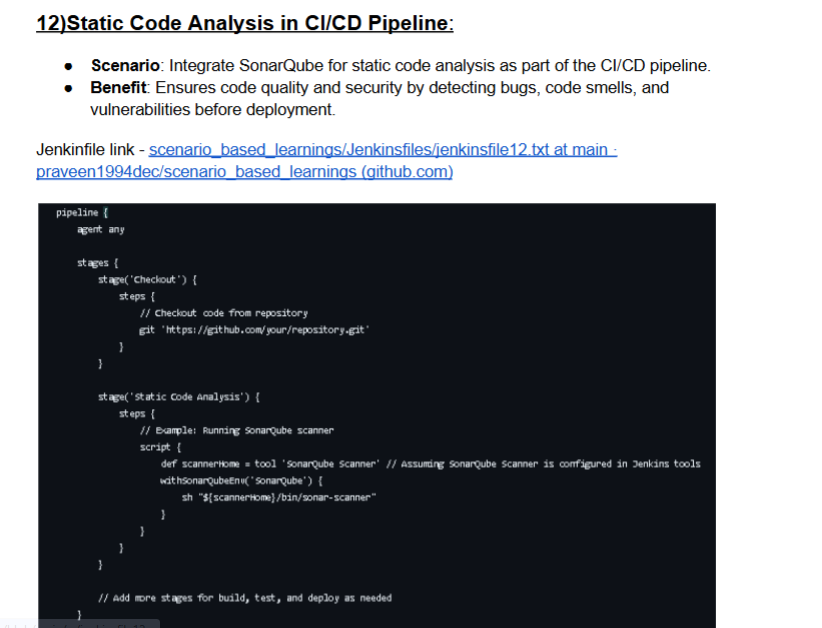 12)Static Code Analysis in CI/CD Pipeline:
● Scenario: Integrate SonarQube for static code analysis as part of the CI/CD pipeline.
● Benefit: Ensures code quality and security by detecting bugs, code smells, and
vulnerabilities before deployment.
Jenkinfile link - scenario_based_learnings/Jenkinsfiles/jenkinsfile12.txt at main ·
praveen1994dec/scenario_based_learnings (github.com)
pipeline {
agent any
stages {
stage('Checkout') {
steps {
// Checkout code from repository
git 'https://github.com/your/repository.git'
}
}
stage('Static Code Analysis') {
steps {
// Example: Running SonarQube scanner
script {
def scannerHome = tool 'SonarQube Scanner' // Assuming SonarQube Scanner is configured in Jenkins tools
withSonarQubeEnv('SonarQube') {
sh "${scannerHome}/bin/sonar-scanner"
}
}
}
}
// Add more stages for build, test, and deploy as needed
}